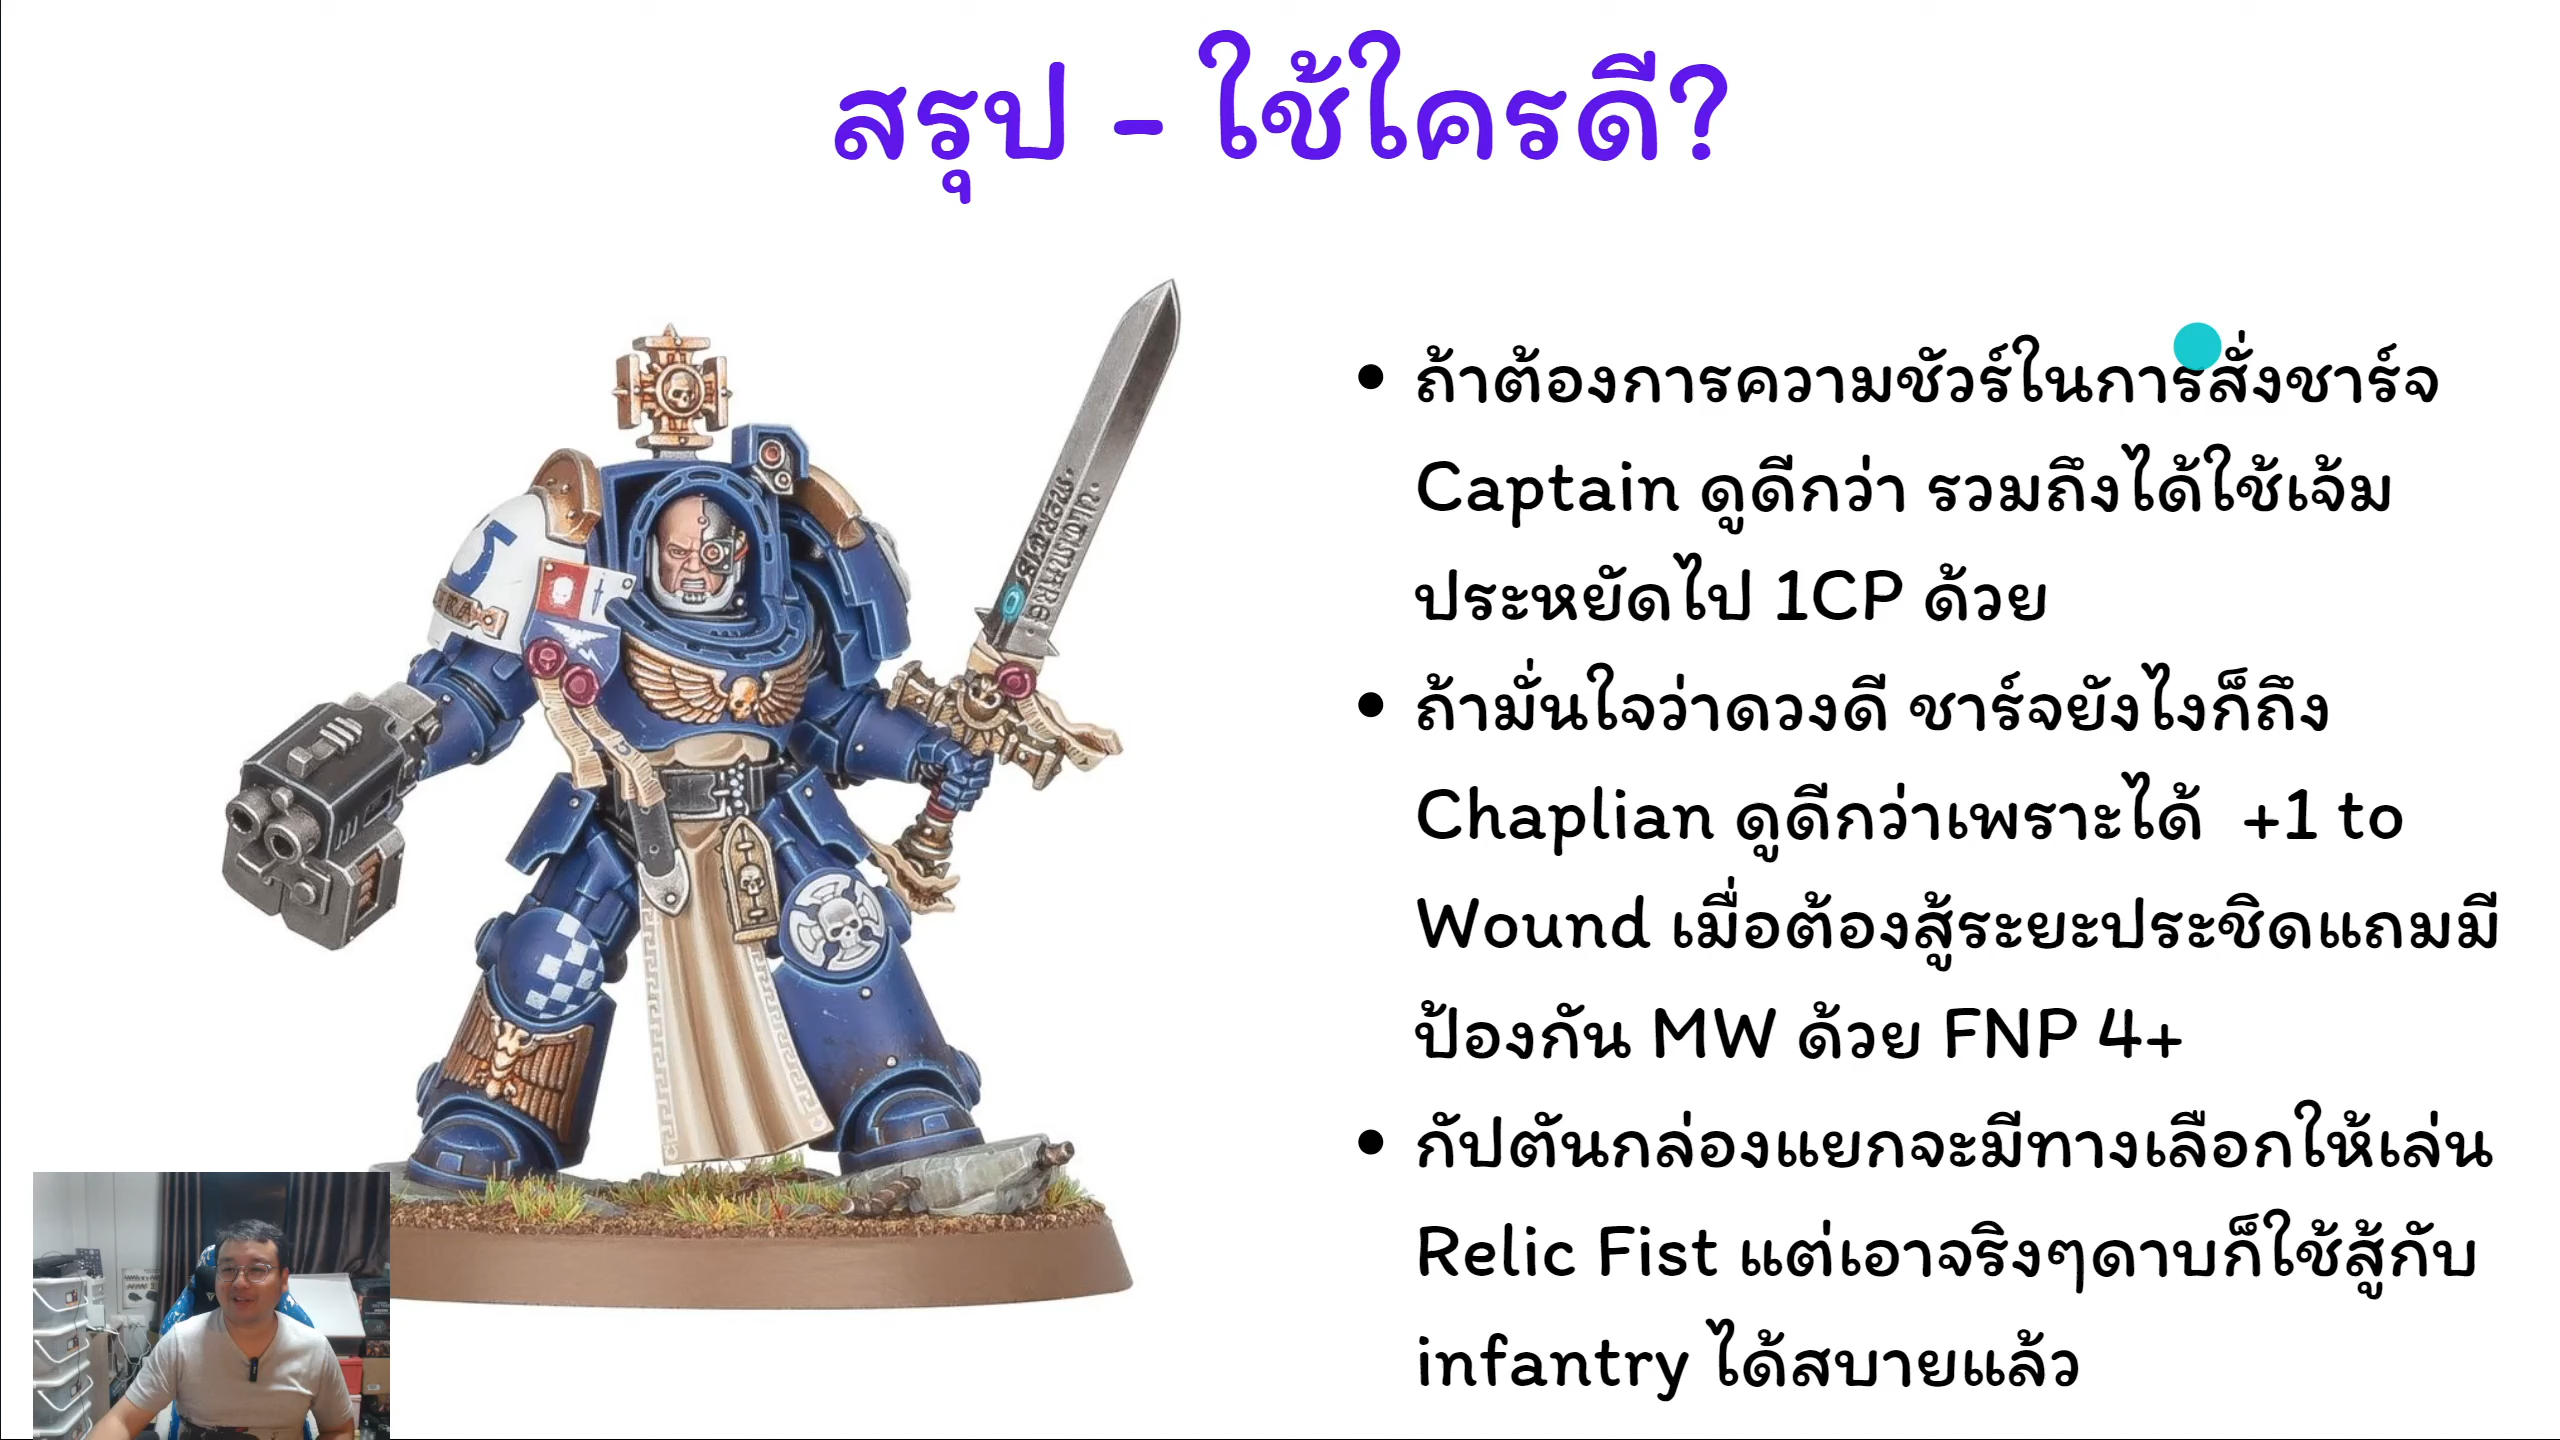 สรุป - ใช้ใครดี?
• ถ้าต้องการความชัวร์ในการสั่งชาร์จ
Captain ดูดีกว่า รวมถึงได้ใช้เจ้ม
ประหยัดไป 1CP ด้วย
• ถ้ามั่นใจว่าดวงดี ชาร์จยังไงก็ถึง
Chaplian ดูดีกว่าเพราะได้ +1 to
Wound เมื่อต้องสู้ระยะประชิดแถมมี
ป้องกัน MW ด้วย FNP 4+
• กัปตันกล่องแยกจะมีทางเลือกให้เล่น
Relic Fist แต่เอาจริงๆดาบก็ใช้สู้กับ
infantry ได้สบายแล้ว